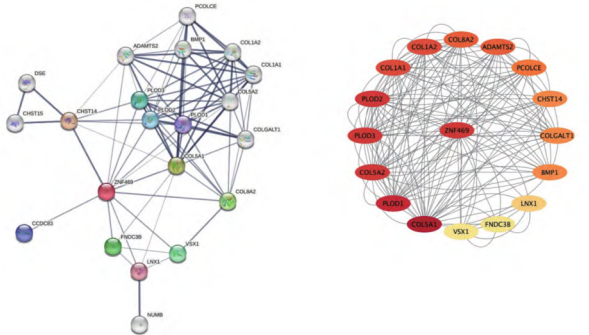 PCOLCE
ADAMTS2
BMP1
COL1A2
COL1A1
DSE
PLOD3
COL5A2
CHST15
CHST14
PLOD2
PLOD1
COLGALT1
COL5A1
ZNF469
COL8A2
CCDC83
FNDC3B
VSX1
LNX1
NUMB
COL1A2
COL8A2
ADAMTS2
COL1A1
PCOLCE
PLOD2
CHST14
PLOD3
ZNF469
COLGALT1
COL5A2
BMP1
PLOD1
LNX1
COL5A1
VSX1
FNDC3B